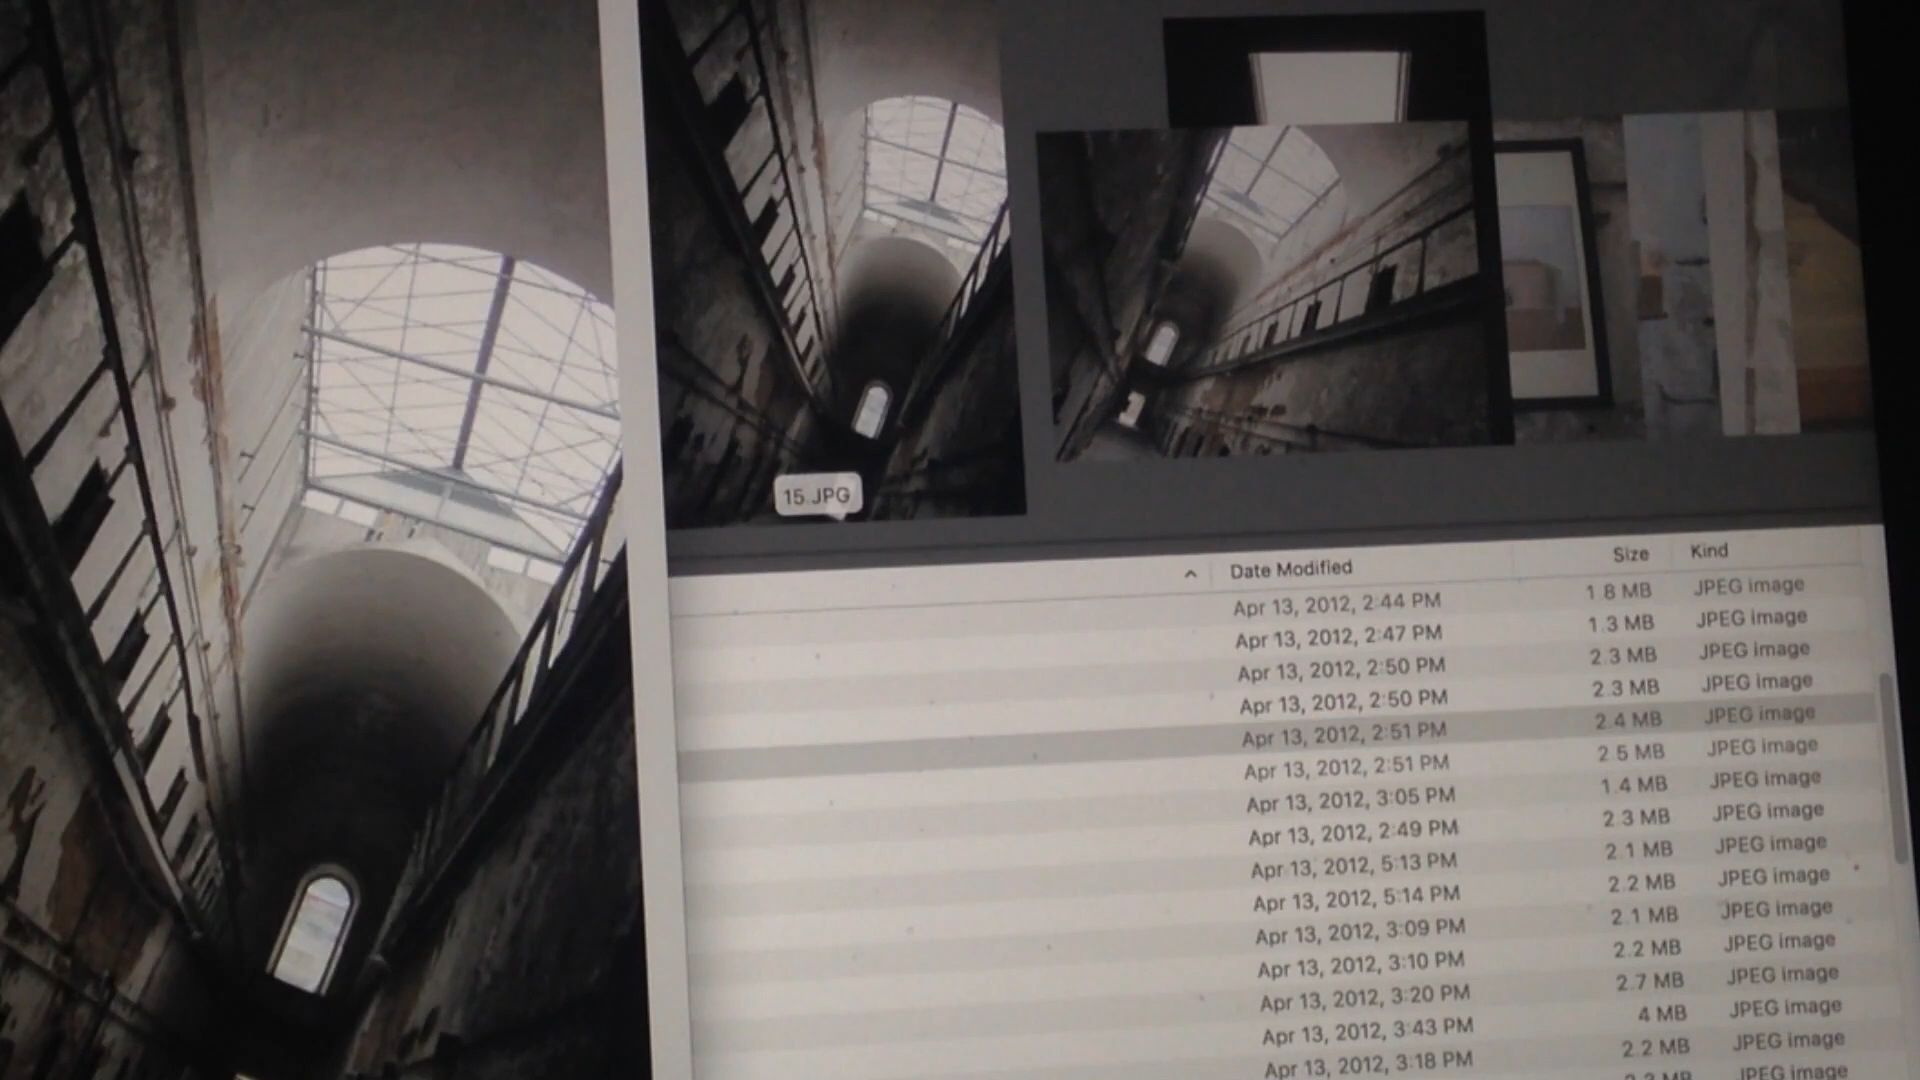 15.JPG
Date Modified Size Kind
Apr 13, 2012, 2:44 PM 1.8 MB JPEG image
Apr 13, 2012, 2:47 PM 1.3 MB JPEG image
Apr 13, 2012, 2:50 PM 2.3 MB JPEG image
Apr 13, 2012, 2:50 PM 2.3 MB JPEG image
Apr 13, 2012, 2:51 PM 2.4 MB JPEG image
Apr 13, 2012, 2:51 PM 2.5 MB JPEG image
Apr 13, 2012, 3:05 PM 1.4 MB JPEG image
Apr 13, 2012, 2:49 PM 2.3 MB JPEG image
Apr 13, 2012, 5:13 PM 2.1 MB JPEG image
Apr 13, 2012, 5:14 PM 2.2 MB JPEG image
Apr 13, 2012, 3:09 PM 2.1 MB JPEG image
Apr 13, 2012, 3:10 PM 2.2 MB JPEG image
Apr 13, 2012, 3:20 PM 2.7 MB JPEG image
Apr 13, 2012, 3:43 PM 4 MB JPEG image
Apr 13, 2012, 3:18 PM 2.2 MB JPEG image
MB JPEG image